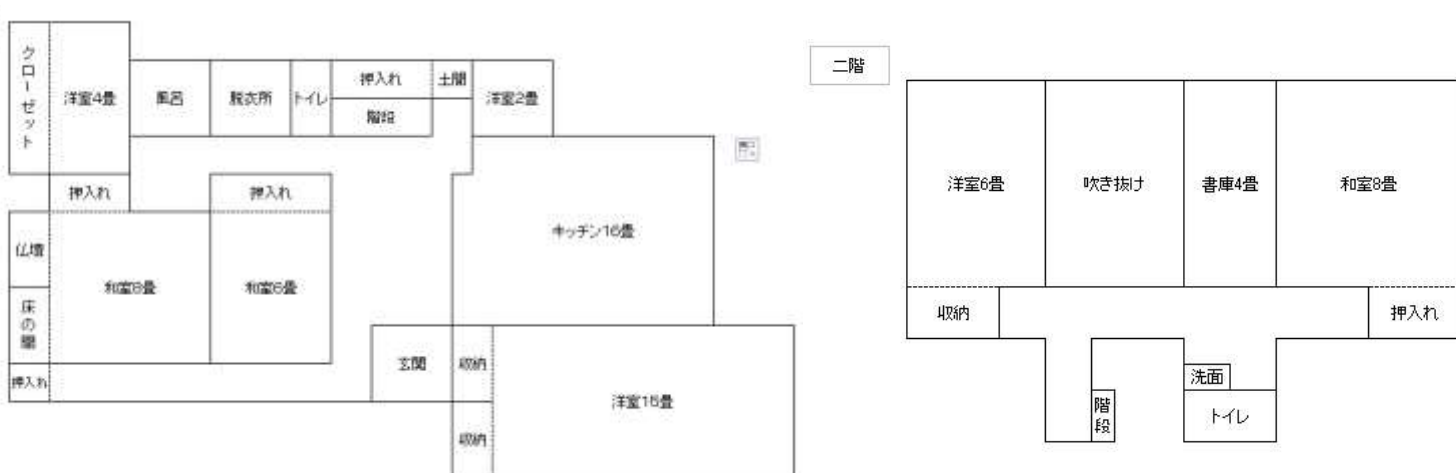 クローゼット
洋室4畳
風呂
脱衣所
トイレ
押入れ
土間
階段
洋室2畳
押入れ
押入れ
キッチン16畳
仏壇
和室8畳
和室6畳
床の間
押入れ
玄関
収納
洋室15畳
収納
二階
洋室6畳
吹き抜け
書庫4畳
和室8畳
収納
押入れ
洗面
階段
トイレ